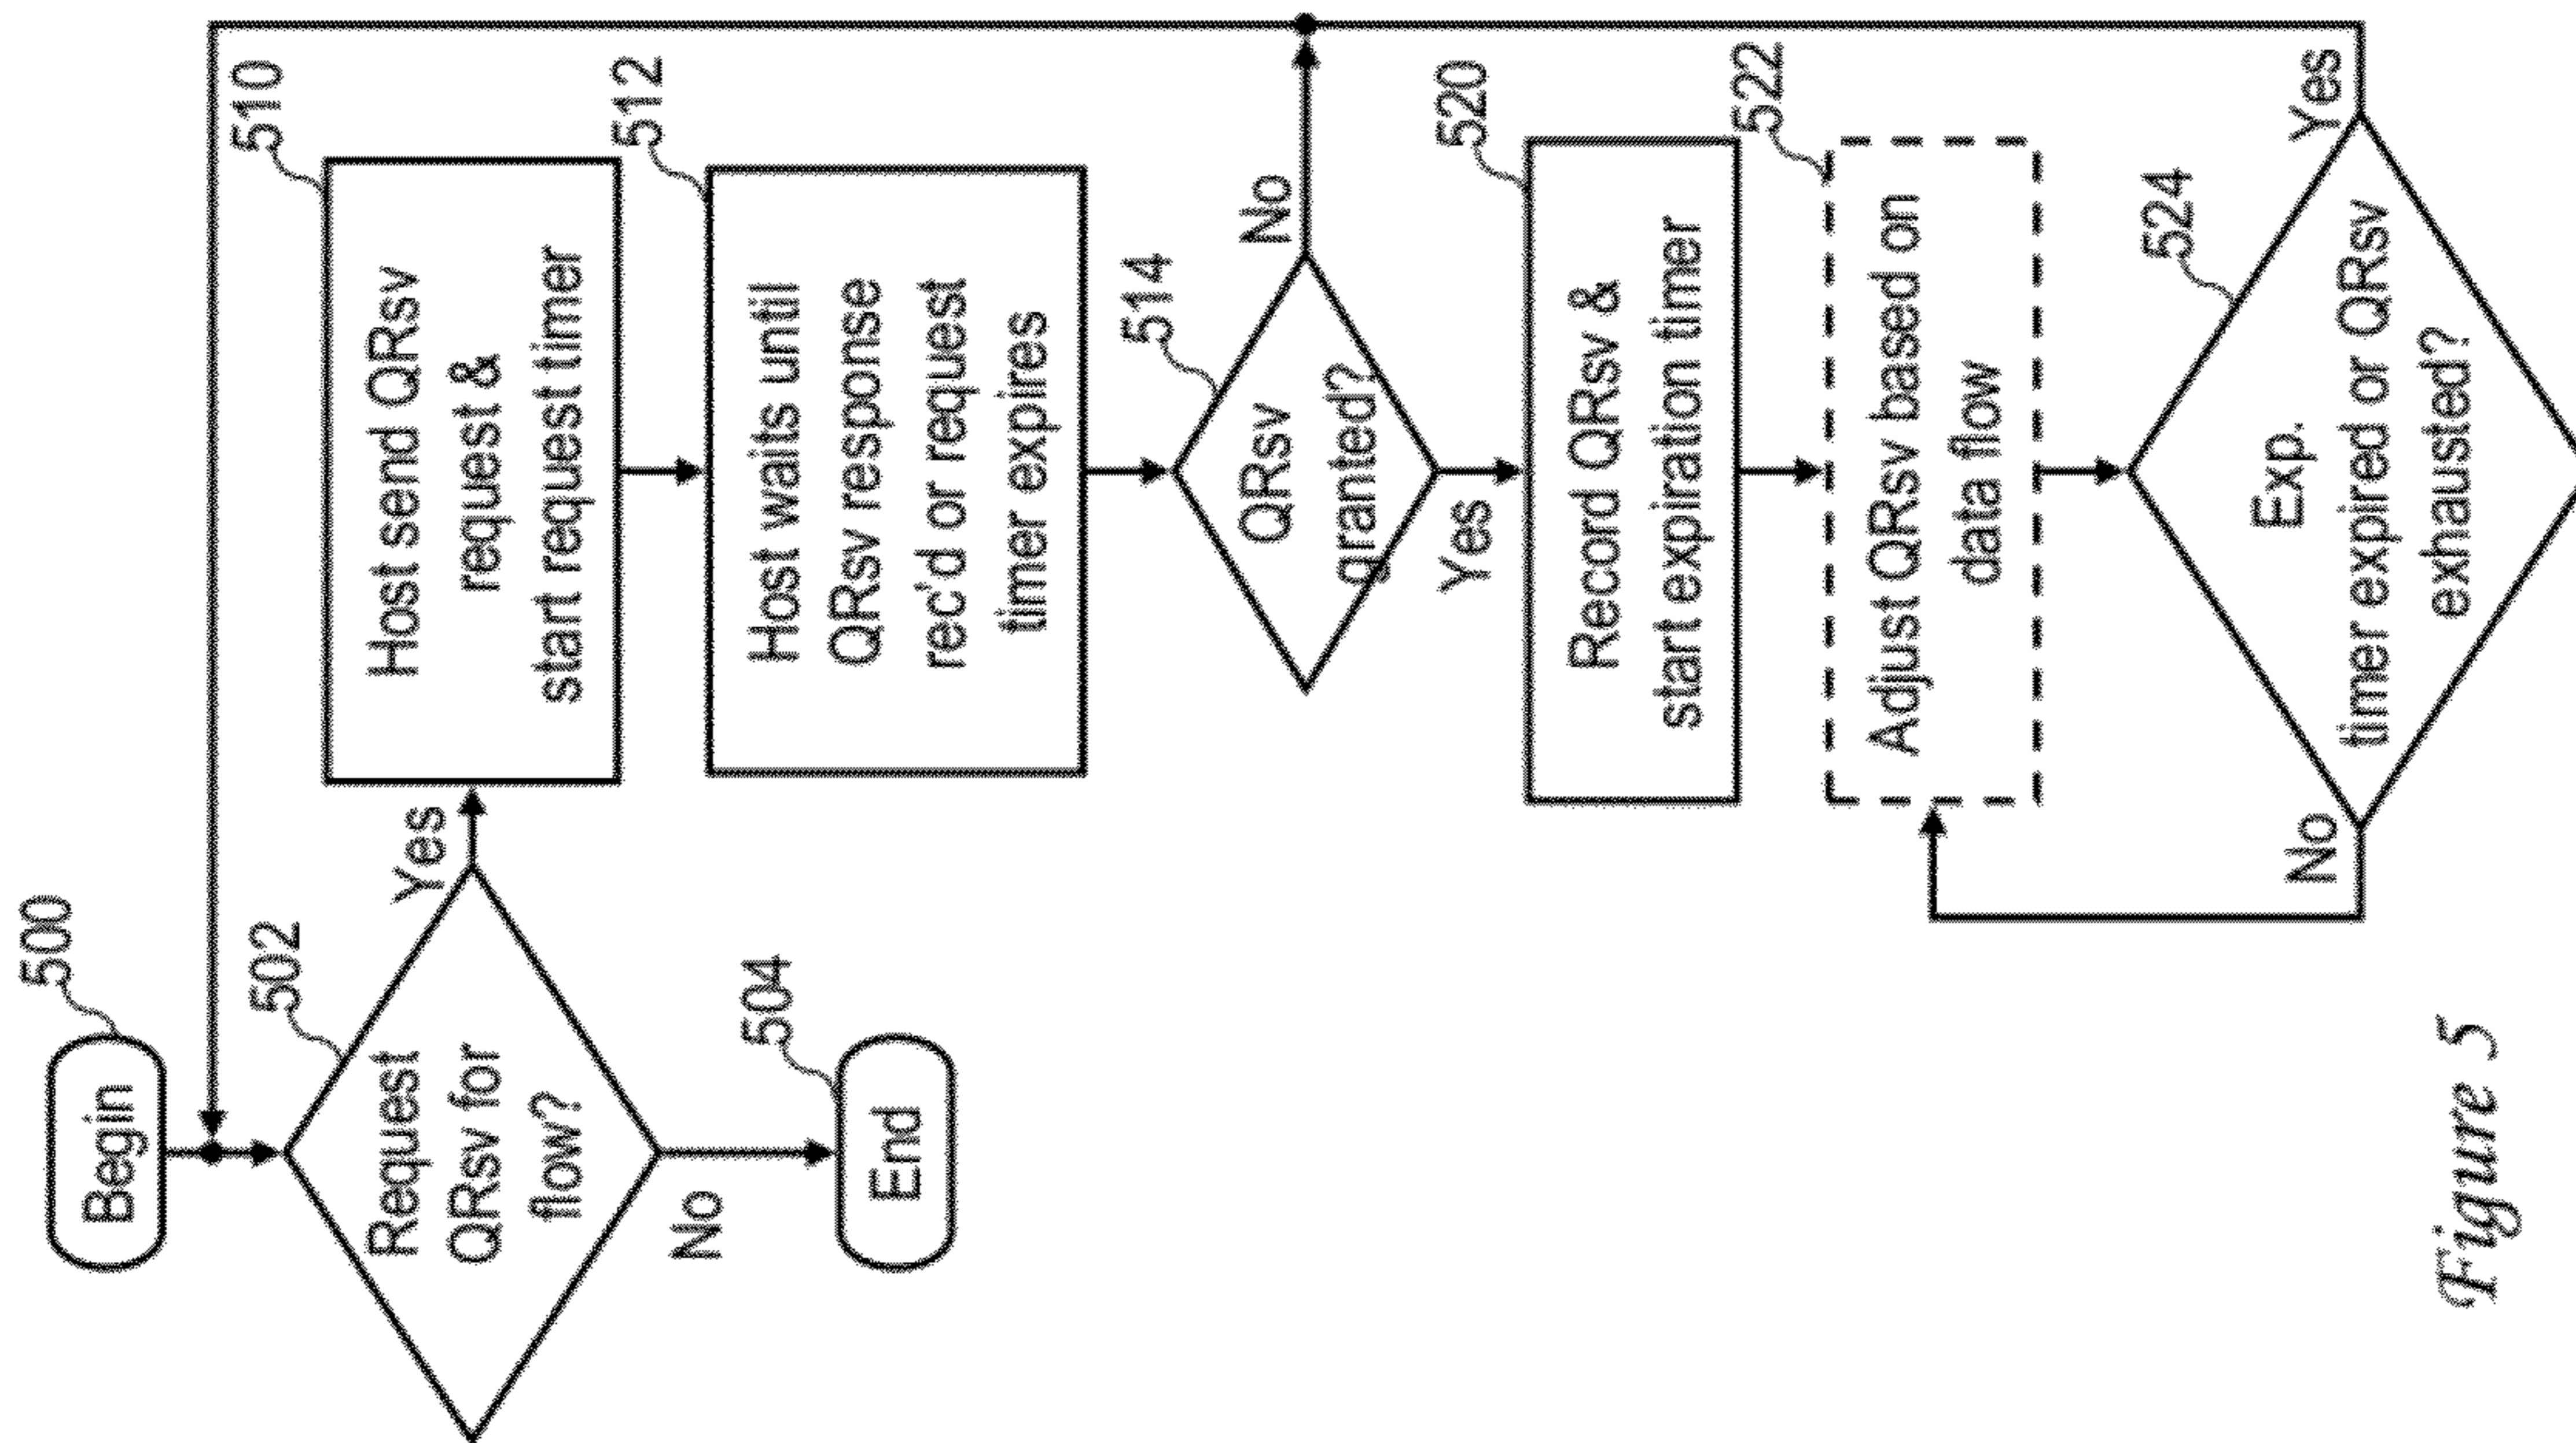 500
Begin
502
Request
QRsv for
flow?
Yes
No
504
End
510
Host send QRsv
request &
start request timer
512
Host waits until
QRsv response
rec'd or request
timer expires
514
QRsv
granted?
No
Yes
520
Record QRsv &
start expiration timer
522
Adjust QRsv based on
data flow
524
Exp.
timer expired or QRsv
exhausted?
Yes
No
Figure 5